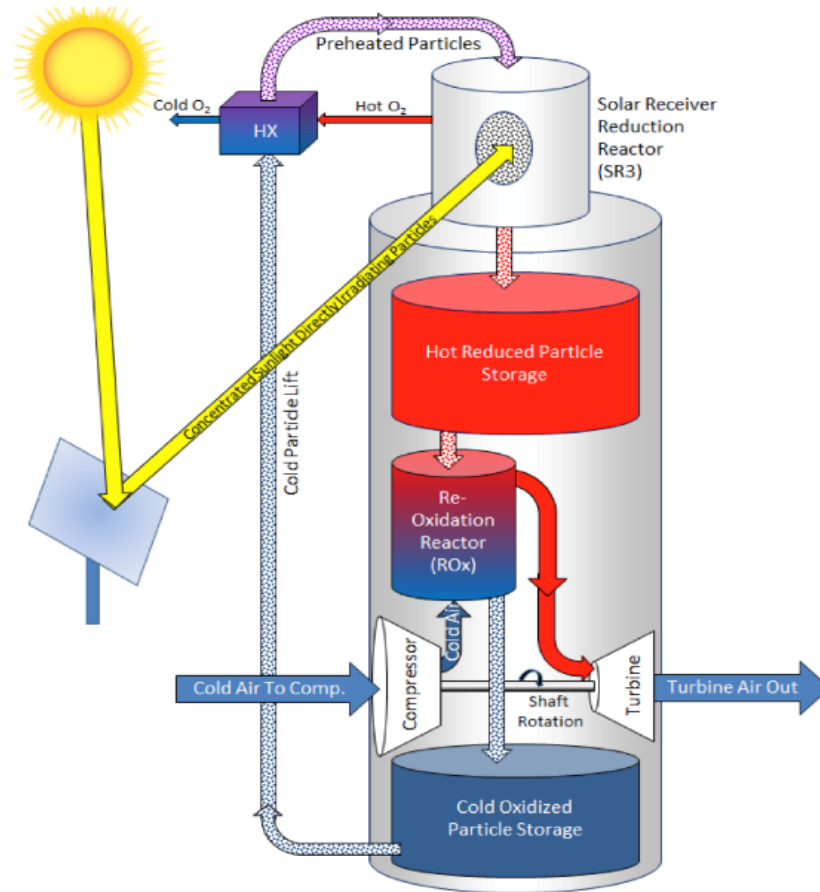 Preheated Particles
Cold O₂
Hot O₂
HX
Solar Receiver
Reduction
Reactor
(SR3)
Concentrated Sunlight Directly Irradiating Particles
Cold Particle Lift
Hot Reduced Particle
Storage
Re-
Oxidation
Reactor
(ROx)
Cold Air
Cold Air To Comp.
Compressor
Shaft
Rotation
Turbine
Turbine Air Out
Cold Oxidized
Particle Storage